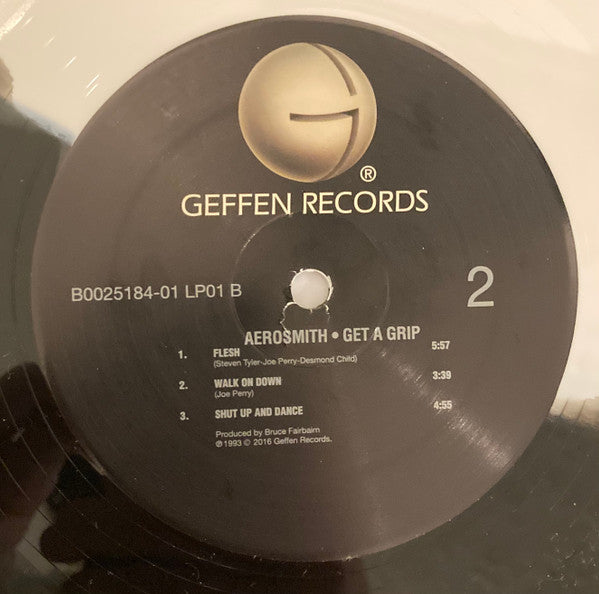 ®
GEFFEN RECORDS
B0025184-01 LP01 B
2
AEROSMITH • GET A GRIP
1. FLESH 5:57
(Steven Tyler-Joe Perry-Desmond Child)
2. WALK ON DOWN 3:39
(Joe Perry)
3. SHUT UP AND DANCE 4:55
Produced by Bruce Fairbairn
℗ 1993 © 2016 Geffen Records.